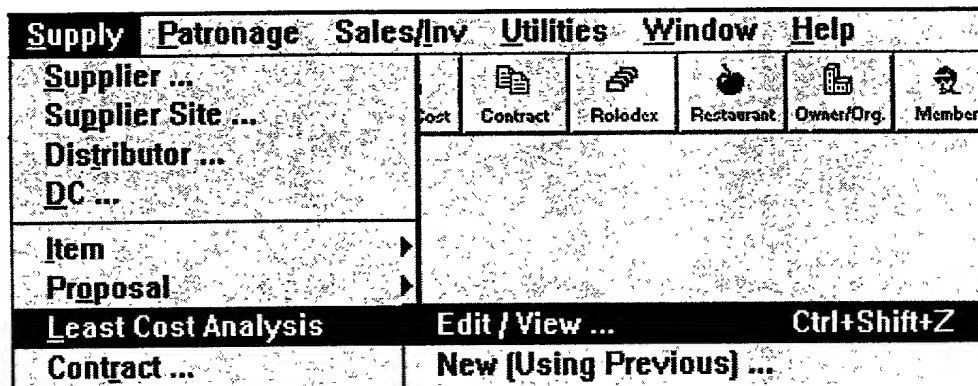 Supply Patronage Sales/Inv Utilities Window Help
Supplier ...
Supplier Site ...
Distributor ...
DC ...
Cost Contract Rolodex Restaurant Owner/Org. Member
Item
Proposal
Least Cost Analysis Edit / View ... Ctrl+Shift+Z
Contract ... New (Using Previous) ...